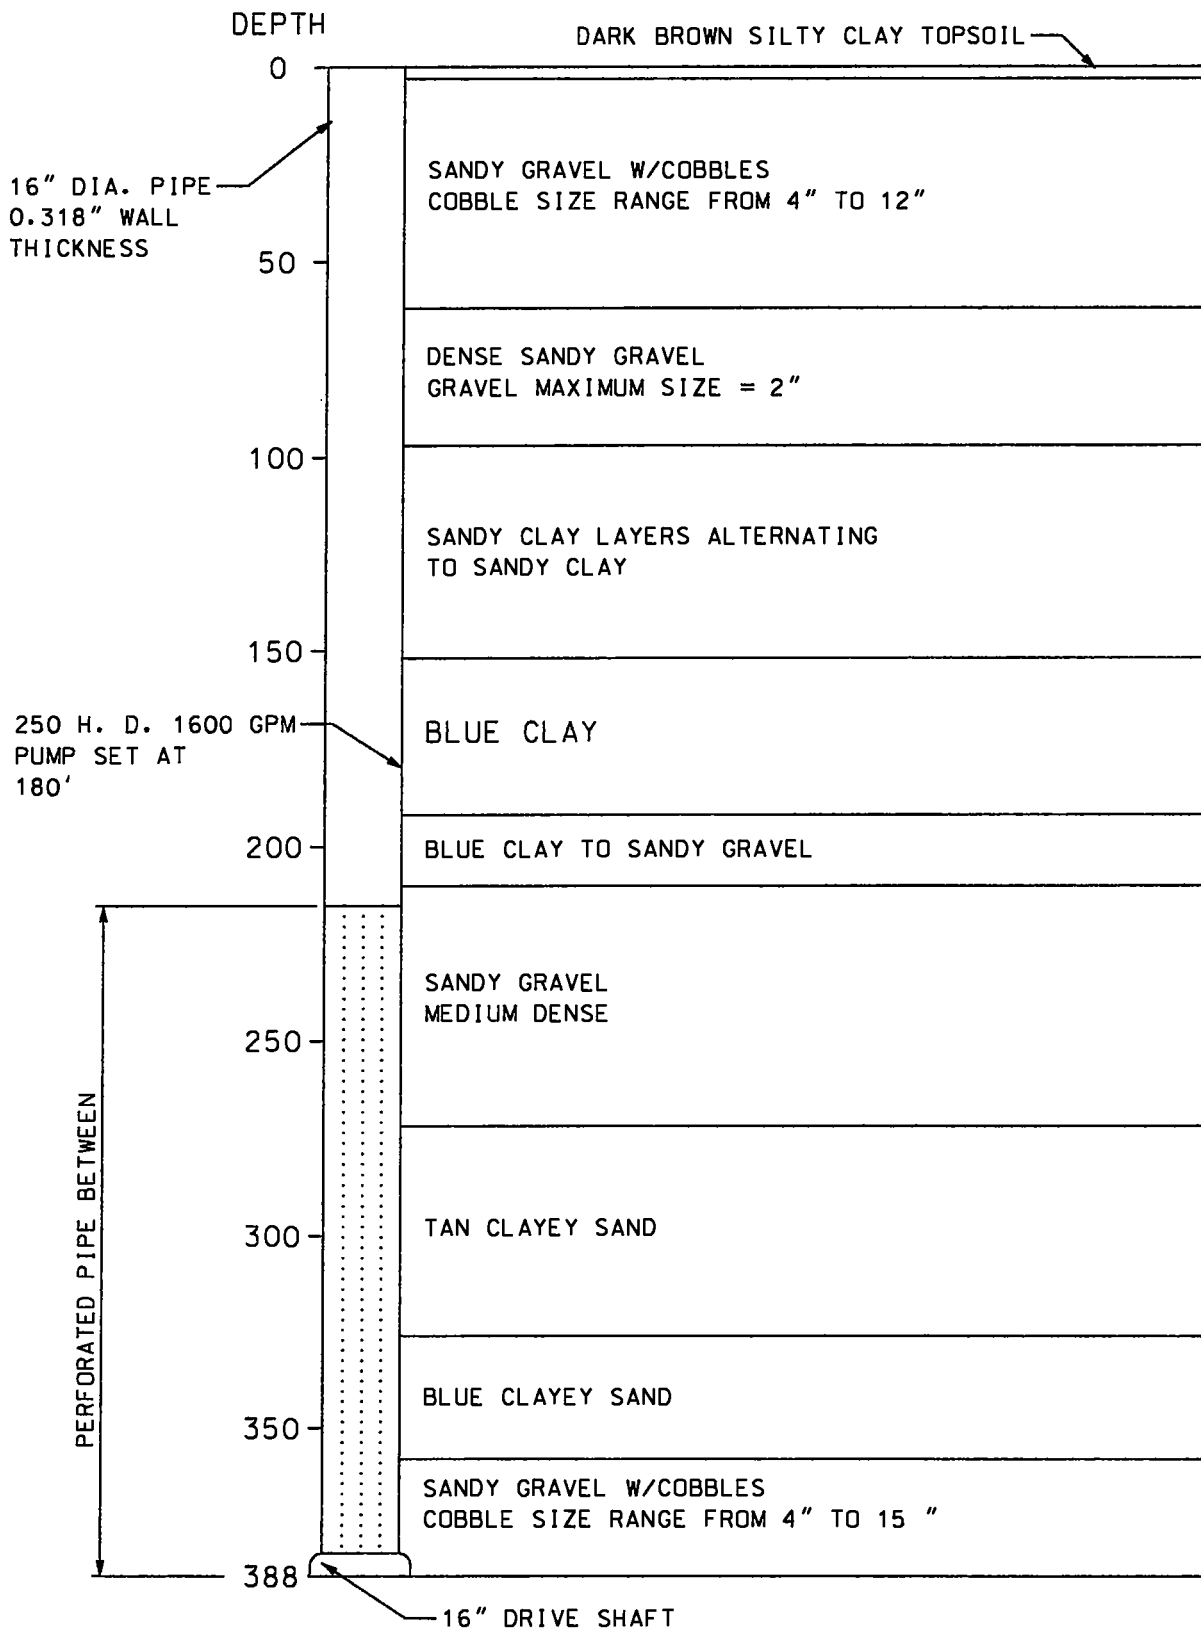 DEPTH
DARK BROWN SILTY CLAY TOPSOIL
0
SANDY GRAVEL W/COBBLES
COBBLE SIZE RANGE FROM 4" TO 12"
16" DIA. PIPE
0.318" WALL
THICKNESS
50
DENSE SANDY GRAVEL
GRAVEL MAXIMUM SIZE = 2"
100
SANDY CLAY LAYERS ALTERNATING
TO SANDY CLAY
150
250 H. D. 1600 GPM
PUMP SET AT
180'
BLUE CLAY
200
BLUE CLAY TO SANDY GRAVEL
SANDY GRAVEL
MEDIUM DENSE
250
PERFORATED PIPE BETWEEN
300
TAN CLAYEY SAND
BLUE CLAYEY SAND
350
SANDY GRAVEL W/COBBLES
COBBLE SIZE RANGE FROM 4" TO 15 "
388
16" DRIVE SHAFT